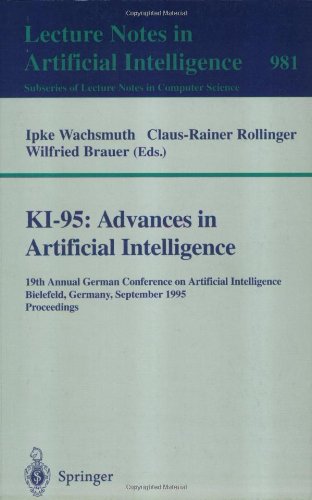 Lecture Notes in
Artificial Intelligence 981
Subseries of Lecture Notes in Computer Science
Ipke Wachsmuth Claus-Rainer Rollinger
Wilfried Brauer (Eds.)
KI-95: Advances in
Artificial Intelligence
19th Annual German Conference on Artificial Intelligence
Bielefeld, Germany, September 1995
Proceedings
Springer